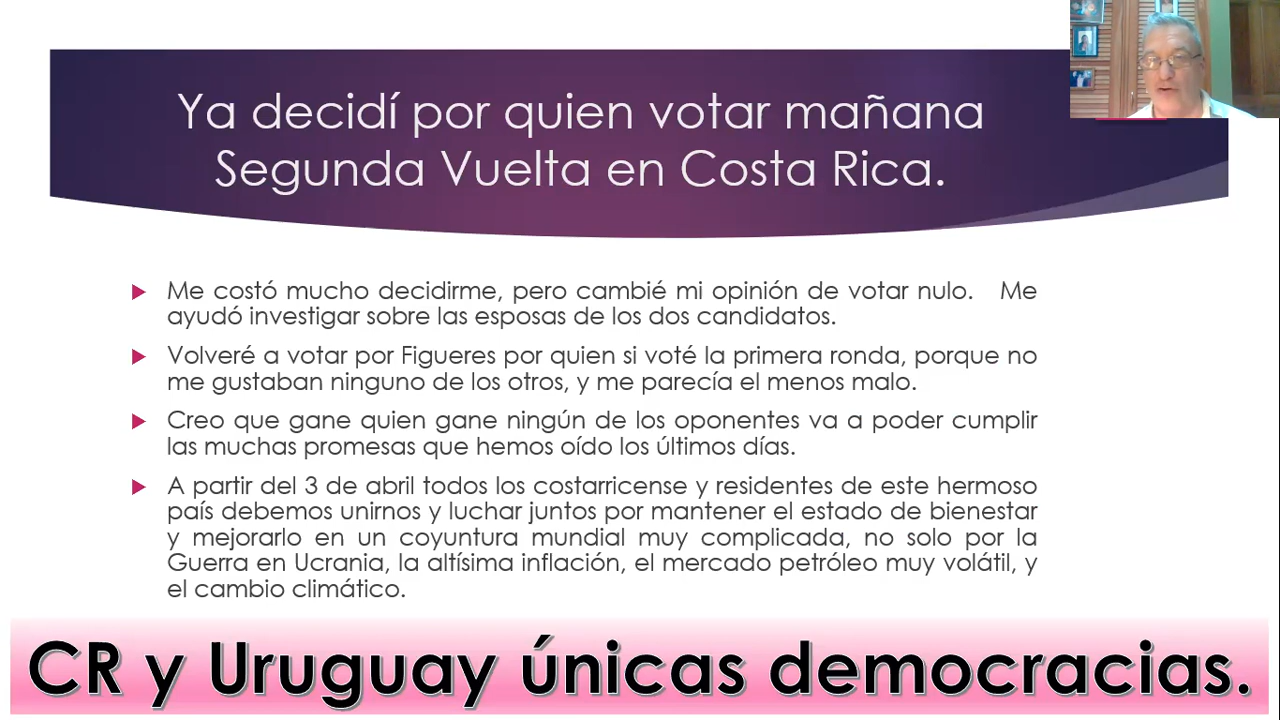 Ya decidí por quien votar mañana
Segunda Vuelta en Costa Rica.
Me costó mucho decidirme, pero cambié mi opinión de votar nulo. Me
ayudó investigar sobre las esposas de los dos candidatos.
Volveré a votar por Figueres por quien si voté la primera ronda, porque no
me gustaban ninguno de los otros, y me parecía el menos malo.
Creo que gane quien gane ningún de los oponentes va a poder cumplir
las muchas promesas que hemos oído los últimos días.
A partir del 3 de abril todos los costarricense y residentes de este hermoso
país debemos unirnos y luchar juntos por mantener el estado de bienestar
y mejorarlo en un coyuntura mundial muy complicada, no solo por la
Guerra en Ucrania, la altísima inflación, el mercado petróleo muy volátil, y
el cambio climático.
CR y Uruguay únicas democracias.